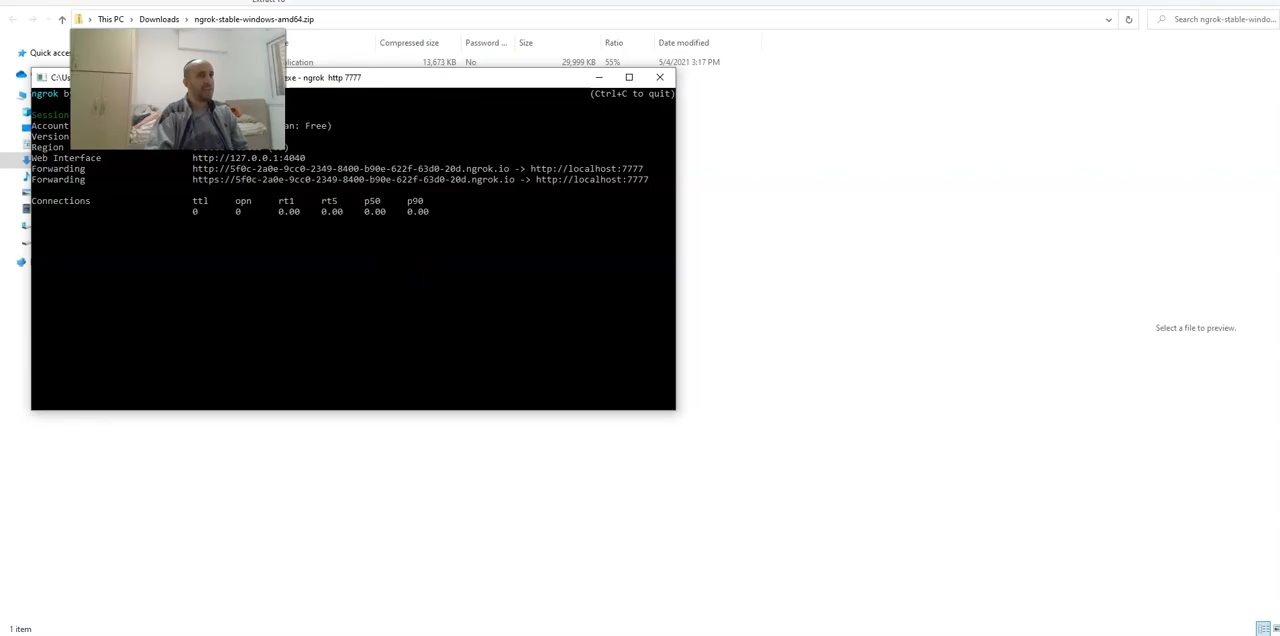 Extract To
This PC > Downloads > ngrok-stable-windows-amd64.zip
Search ngrok-stable-windo...
Compressed size Password ... Size Ratio Date modified
Quick acce
13,673 KB No 29,999 KB 55% 5/4/2021 3:17 PM
C:\Us exe - ngrok http 7777
ngrok b (Ctrl+C to quit)
Session
Account an: Free)
Version
Region
Web Interface http://127.0.0.1:4040
Forwarding http://5f0c-2a0e-9cc0-2349-8400-b90e-622f-63d0-20d.ngrok.io -> http://localhost:7777
Forwarding https://5f0c-2a0e-9cc0-2349-8400-b90e-622f-63d0-20d.ngrok.io -> http://localhost:7777
Connections ttl opn rt1 rt5 p50 p90
0 0 0.00 0.00 0.00 0.00
Select a file to preview.
1 item